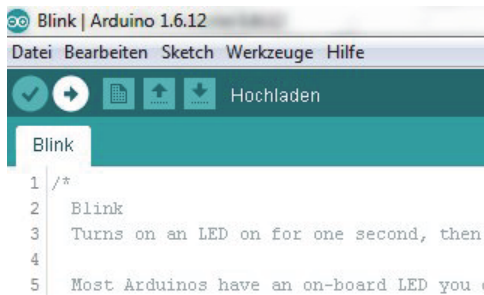 Blink | Arduino 1.6.12
Datei Bearbeiten Sketch Werkzeuge Hilfe
Hochladen
Blink
1 /*
2 Blink
3 Turns on an LED on for one second, then
4
5 Most Arduinos have an on-board LED you